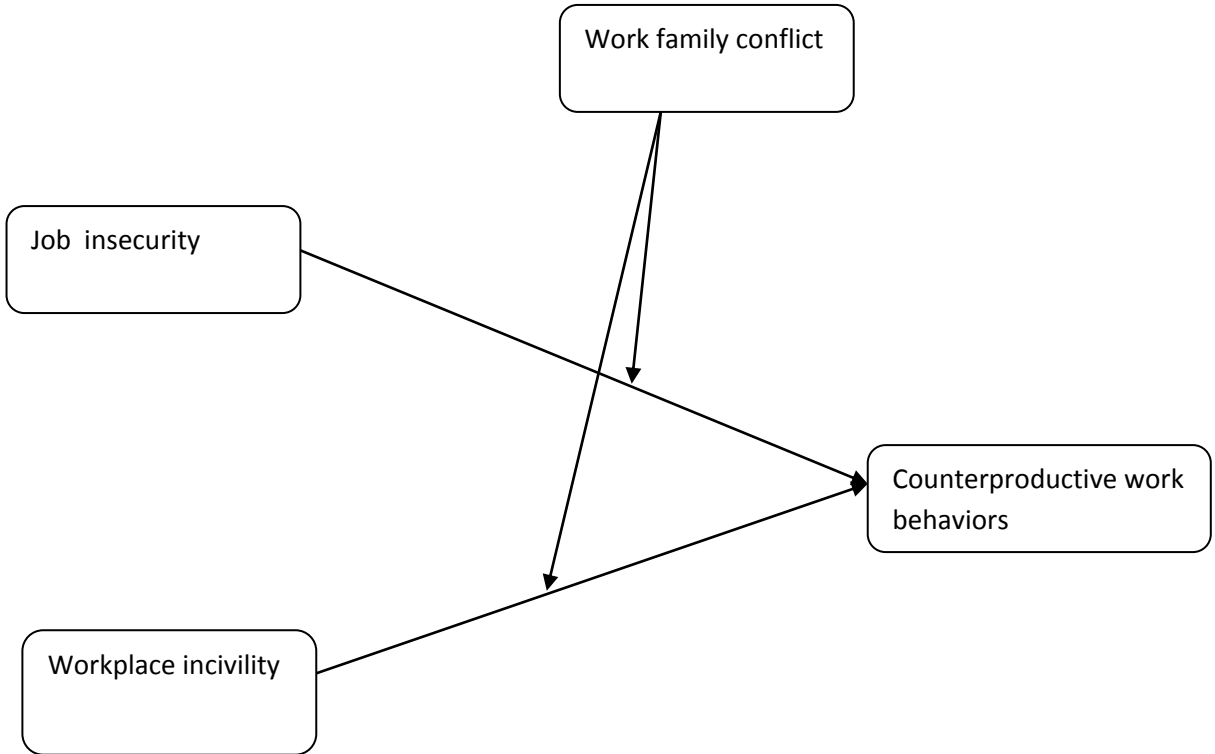 Work family conflict
Job  insecurity
Counterproductive work
behaviors
Workplace incivility